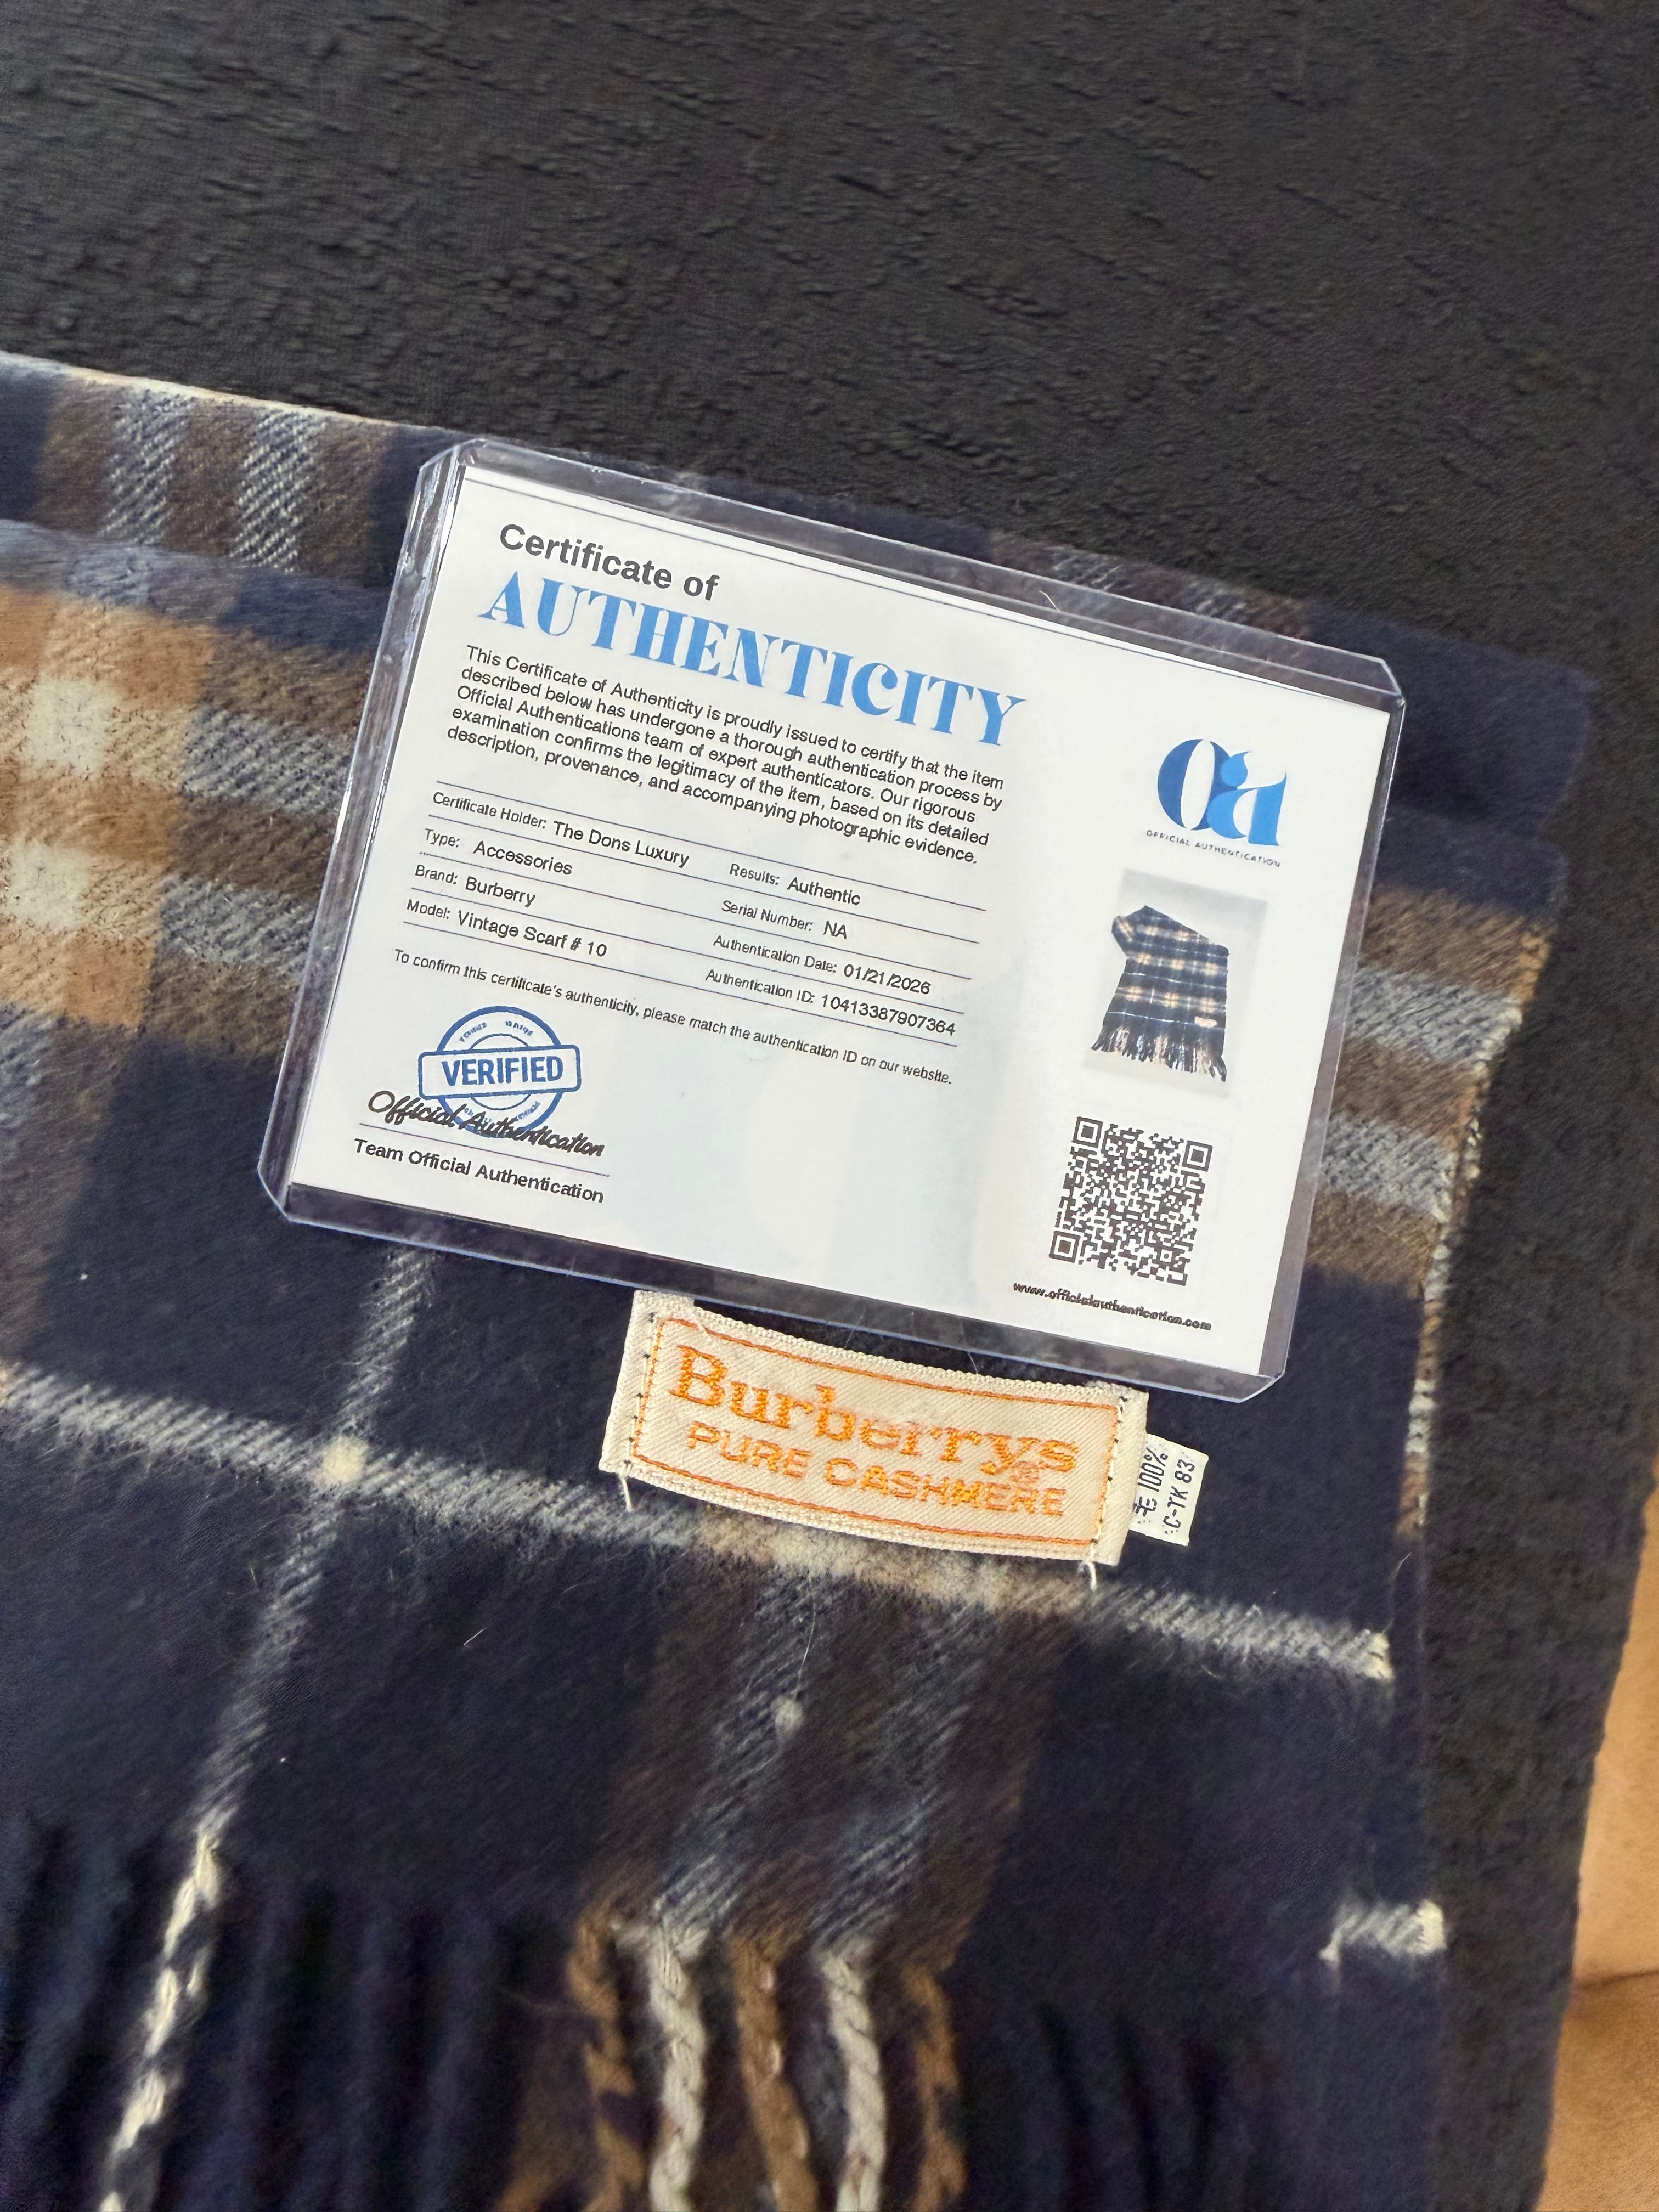 Certificate of
AUTHENTICITY
This Certificate of Authenticity is proudly issued to certify that the item
described below has undergone a thorough authentication process by
Official Authentications team of expert authenticators. Our rigorous
examination confirms the legitimacy of the item, based on its detailed
description, provenance, and accompanying photographic evidence.
Certificate Holder: The Dons Luxury
Results: Authentic
Type: Accessories
Serial Number: NA
Brand: Burberry
Authentication Date: 01/21/2026
Model: Vintage Scarf # 10
Authentication ID: 10413387907364
To confirm this certificate's authenticity, please match the authentication ID on our website.
VERIFIED
Official Authentication
Team Official Authentication
Oa
OFFICIAL AUTHENTICATION
www.officialauthentication.com
Burberrys
®
PURE CASHMERE
毛 100%
C-TK 83